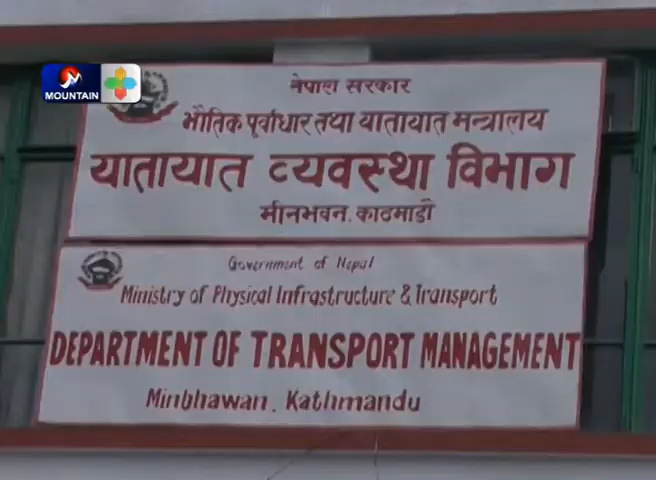 MOUNTAIN
नेपाल सरकार
भौतिक पूर्वाधार तथा यातायात मन्त्रालय
यातायात व्यवस्था विभाग
मीनभवन, काठमाडौं
Government of Nepal
Ministry of Physical Infrastructure & Transport
DEPARTMENT OF TRANSPORT MANAGEMENT
Minbhawan, Kathmandu